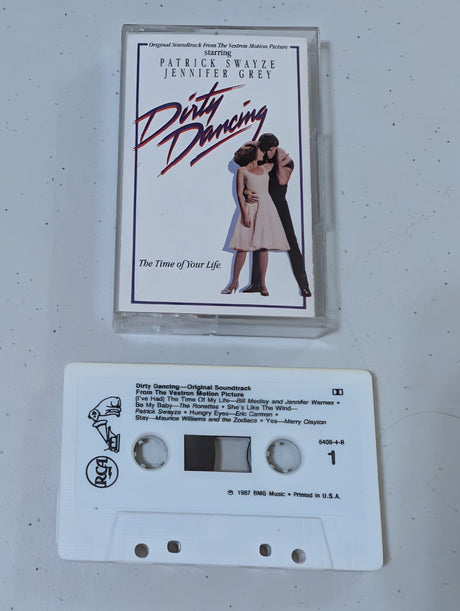 Original Soundtrack From The Vestron Motion Picture
starring
PATRICK SWAYZE
JENNIFER GREY
Dirty
Dancing
The Time of Your Life.
Dirty Dancing—Original Soundtrack
From The Vestron Motion Picture
(I've Had) The Time Of My Life—Bill Medley and Jennifer Warnes •
Be My Baby—The Ronettes • She's Like The Wind—
Patrick Swayze • Hungry Eyes—Eric Carmen •
Stay—Maurice Williams and the Zodiacs • Yes—Merry Clayton
6408-4-R
1
RCA
℗ 1987 BMG Music • Printed in U.S.A.